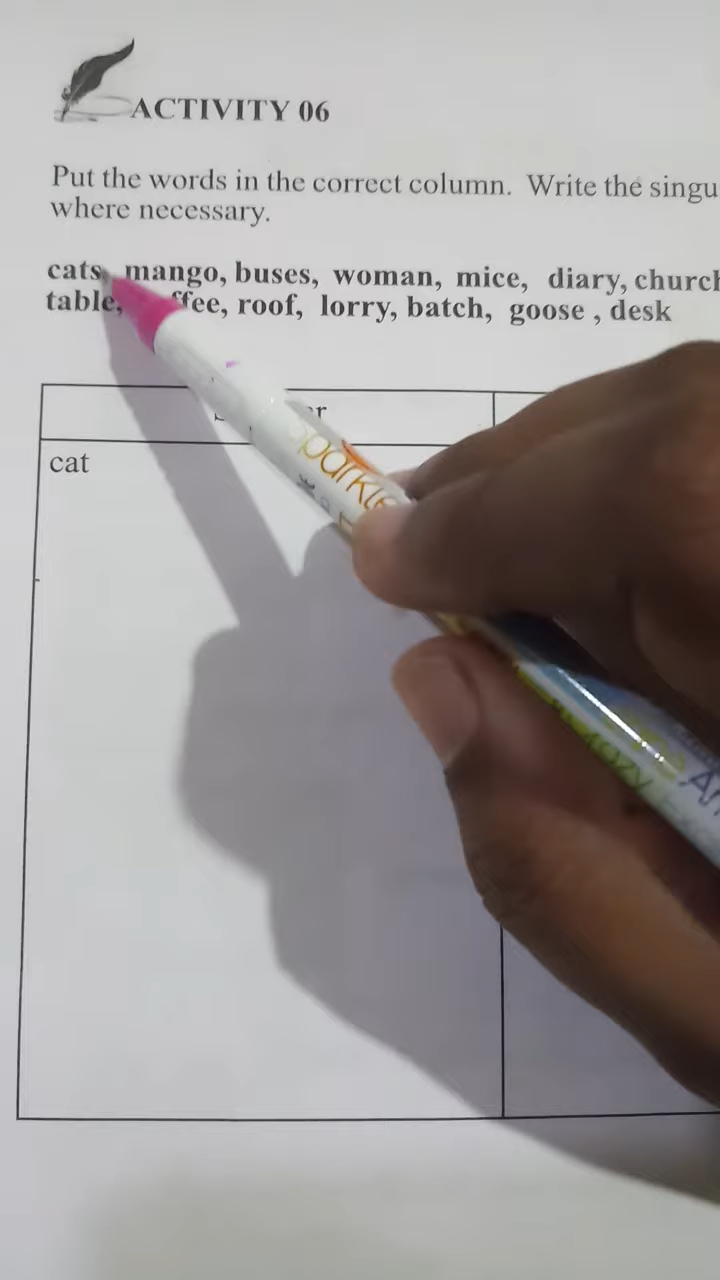 ACTIVITY 06
Put the words in the correct column. Write the singu
where necessary.
cats, mango, buses, woman, mice, diary, church
table, roof, lorry, batch, goose , desk
cat